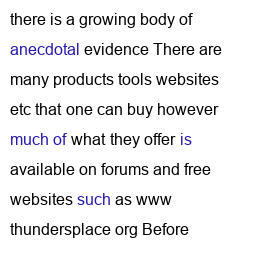 there is a growing body of
anecdotal evidence There are
many products tools websites
etc that one can buy however
much of what they offer is
available on forums and free
websites such as www
thundersplace org Before